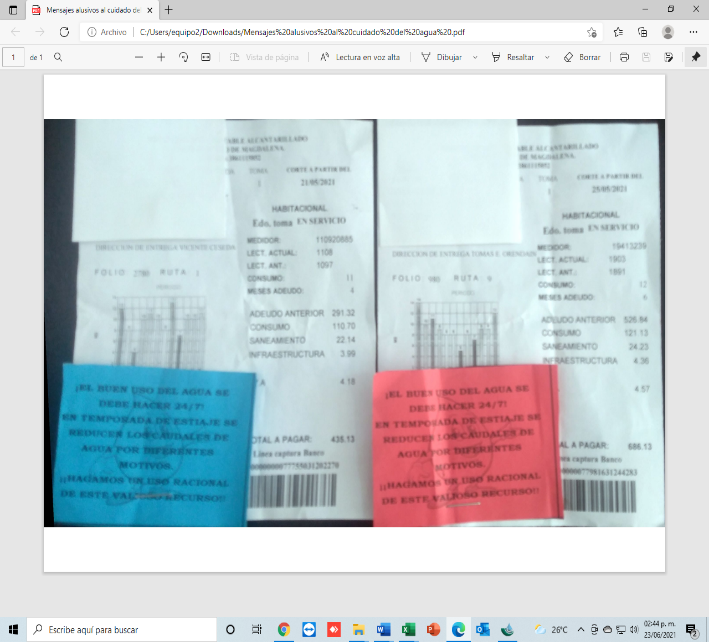 Mensajes alusivos al cuidado de
Archivo
C:/Users/equipo2/Downloads/Mensajes%20alusivos%20al%20cuidado%20del%20agua%20.pdf
1 de 1
Vista de página
Lectura en voz alta
Dibujar
Resaltar
Borrar
ABLE ALCANTARILLADO
DE MAGDALENA.
TOMA CORTE A PARTIR DEL
1 21/05/2021
HABITACIONAL
Edo. toma EN SERVICIO
DIRECCION DE ENTREGA VICENTE
MEDIDOR: 110920885
LECT. ACTUAL: 1108
LECT. ANT.: 1097
FOLIO 2780 RUTA: 1
CONSUMO: 11
MESES ADEUDO: 4
ADEUDO ANTERIOR 291.32
CONSUMO 110.70
SANEAMIENTO 22.14
INFRAESTRUCTURA 3.99
4.18
¡EL BUEN USO DEL AGUA SE
DEBE HACER 24/7!
EN TEMPORADA DE ESTIAJE SE
REDUCEN LOS CAUDALES DE
AGUA POR DIFERENTES
MOTIVOS.
¡¡HAGAMOS UN USO RACIONAL
DE ESTE VALIOSO RECURSO!!
OTAL A PAGAR:
Linea captura Banco
ABLE ALCANTARILLADO
DE MAGDALENA.
TOMA CORTE A PARTIR DEL
1 25/05/2021
HABITACIONAL
Edo. toma EN SERVICIO
DIRECCION DE ENTREGA TOMAS E. ORENDAIN
MEDIDOR: 19413239
LECT. ACTUAL: 1903
LECT. ANT.: 1891
FOLIO: RUTA:
CONSUMO: 12
MESES ADEUDO: 6
ADEUDO ANTERIOR 526.84
CONSUMO 121.13
SANEAMIENTO 24.23
INFRAESTRUCTURA 4.36
4.57
¡EL BUEN USO DEL AGUA SE
DEBE HACER 24/7!
EN TEMPORADA DE ESTIAJE SE
REDUCEN LOS CAUDALES DE
AGUA POR DIFERENTES
MOTIVOS.
¡¡HAGAMOS UN USO RACIONAL
DE ESTE VALIOSO RECURSO!!
AL A PAGAR: 686.13
captura Banco
Escribe aquí para buscar
26°C
02:44 p. m.
23/06/2021
2